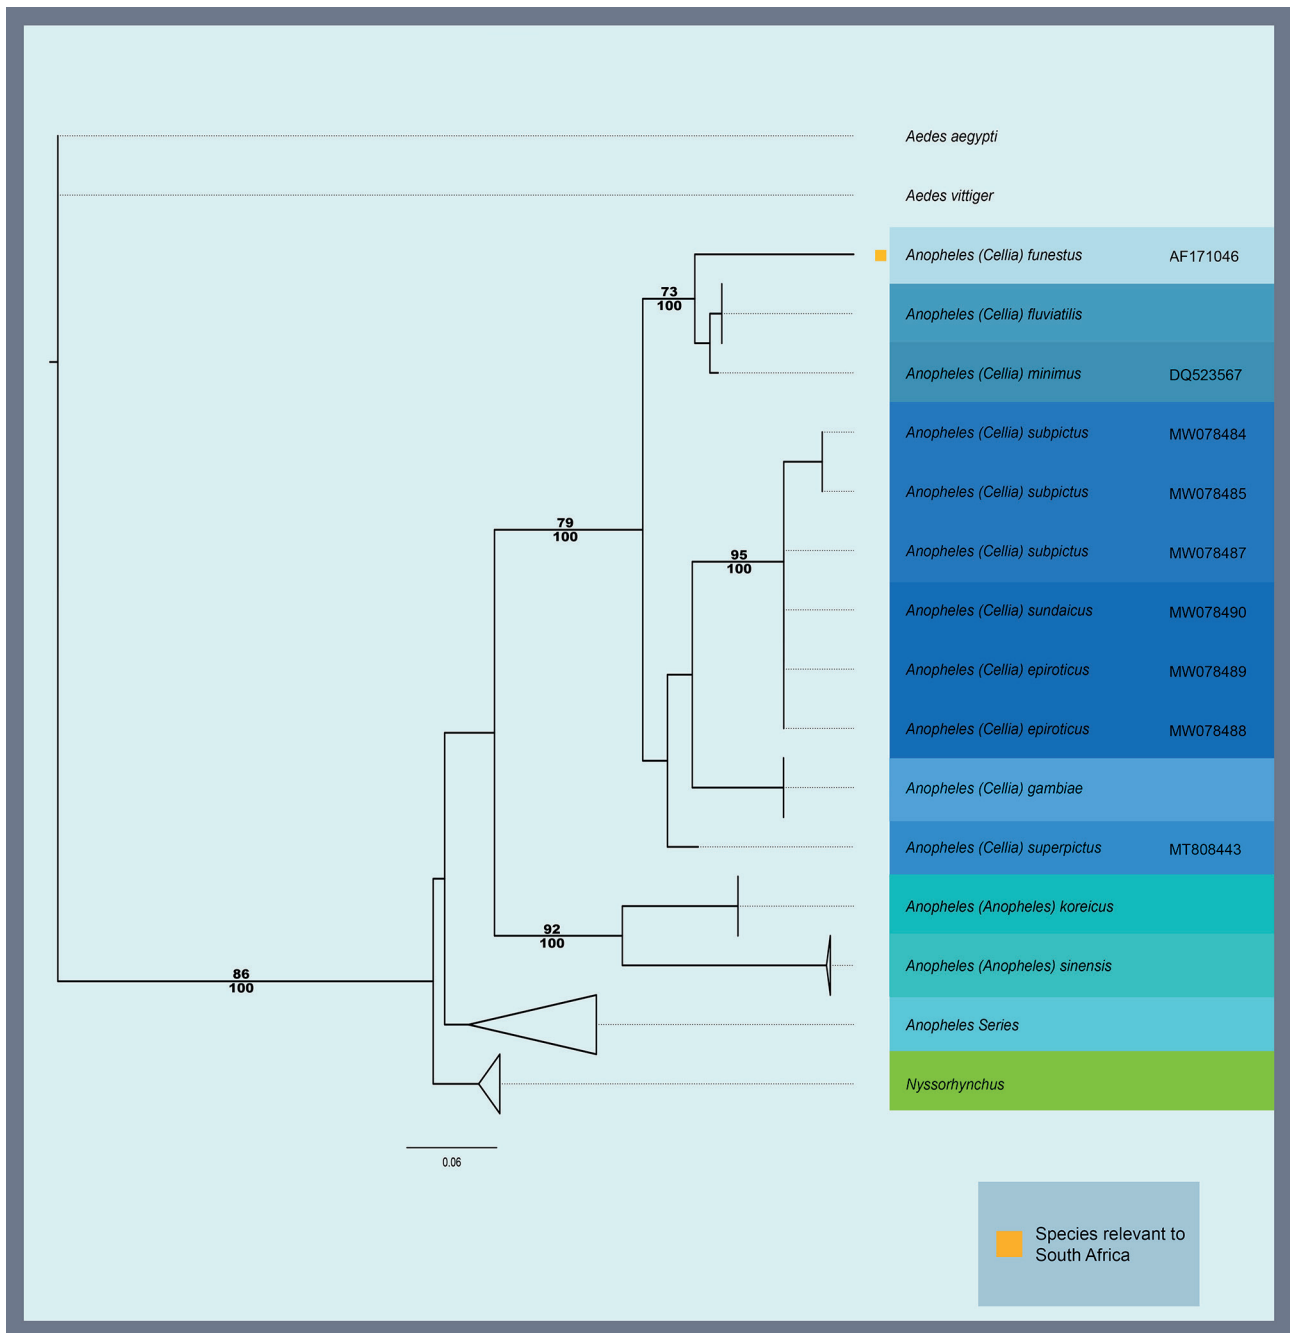 Aedes aegypti
Aedes vittiger
Anopheles (Cellia) funestus AF171046
73
100
Anopheles (Cellia) fluviatilis
Anopheles (Cellia) minimus DQ523567
Anopheles (Cellia) subpictus MW078484
Anopheles (Cellia) subpictus MW078485
79
100
95
100
Anopheles (Cellia) subpictus MW078487
Anopheles (Cellia) sundaicus MW078490
Anopheles (Cellia) epiroticus MW078489
Anopheles (Cellia) epiroticus MW078488
Anopheles (Cellia) gambiae
Anopheles (Cellia) superpictus MT808443
Anopheles (Anopheles) koreicus
92
100
Anopheles (Anopheles) sinensis
86
100
Anopheles Series
Nyssorhynchus
0.06
Species relevant to
South Africa